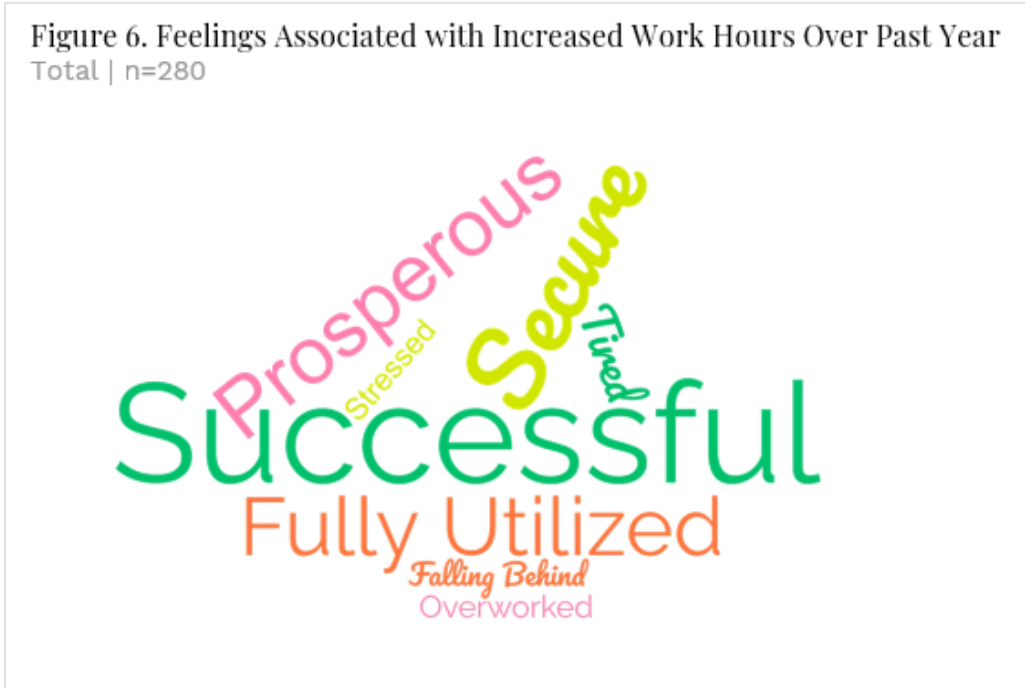 Figure 6. Feelings Associated with Increased Work Hours Over Past Year
Total | n=280
Prosperous
Secure
Stressed
Tired
Successful
Fully Utilized
Falling Behind
Overworked